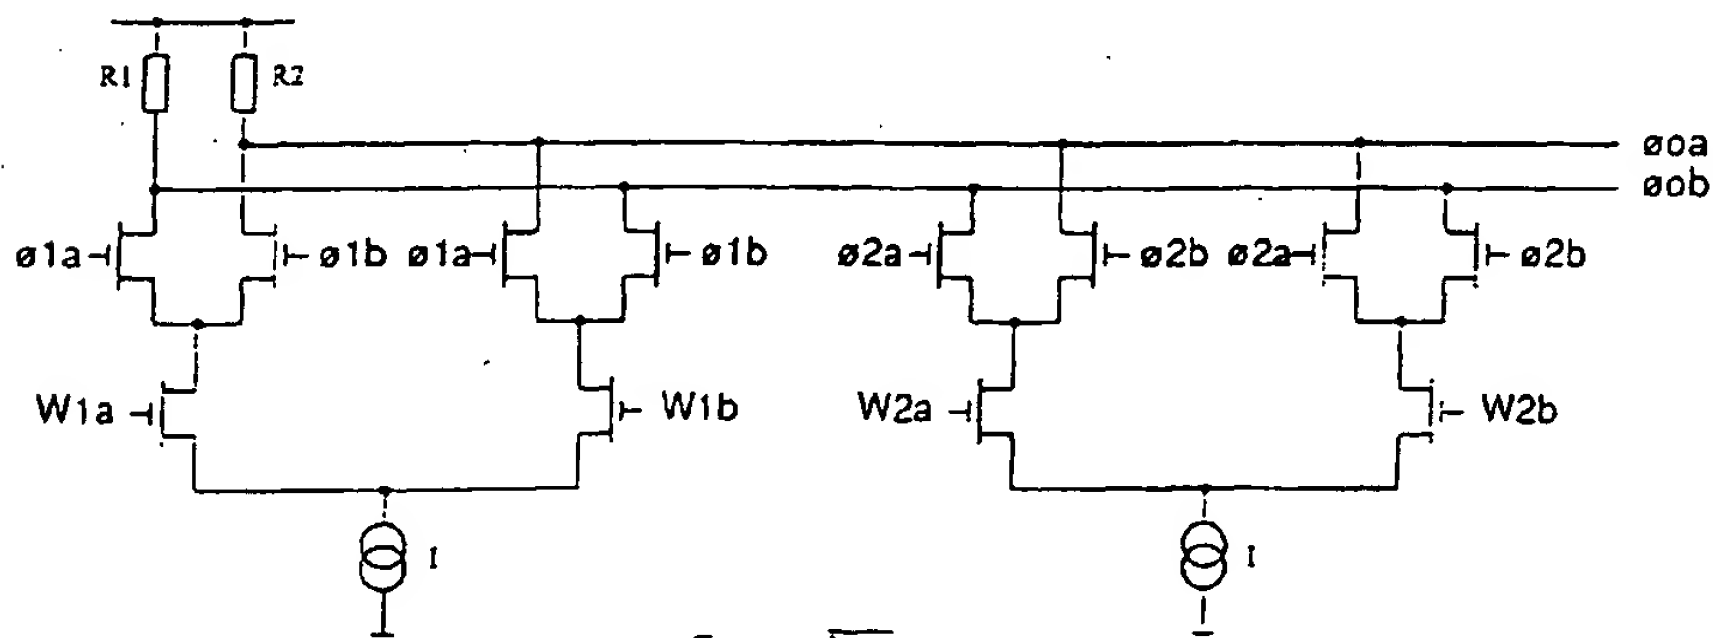 R1 R2
øoa
øob
ø1a ø1b ø1a ø1b ø2a ø2b ø2a ø2b
W1a W1b W2a W2b
I I